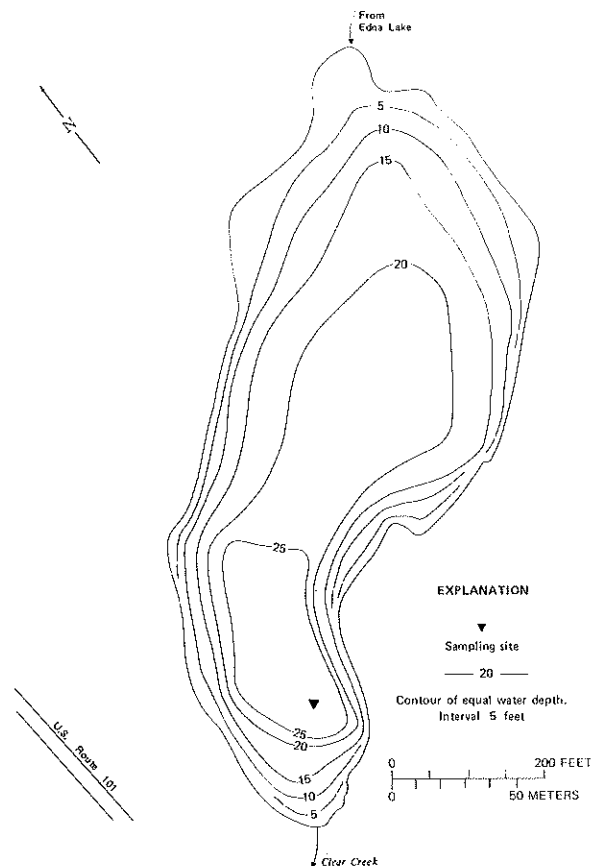 From
Edna Lake
N
5
10
15
20
25
25
20
15
10
5
EXPLANATION
Sampling site
20
Contour of equal water depth.
Interval 5 feet
0 200 FEET
0 50 METERS
U.S. Route 101
Clear Creek